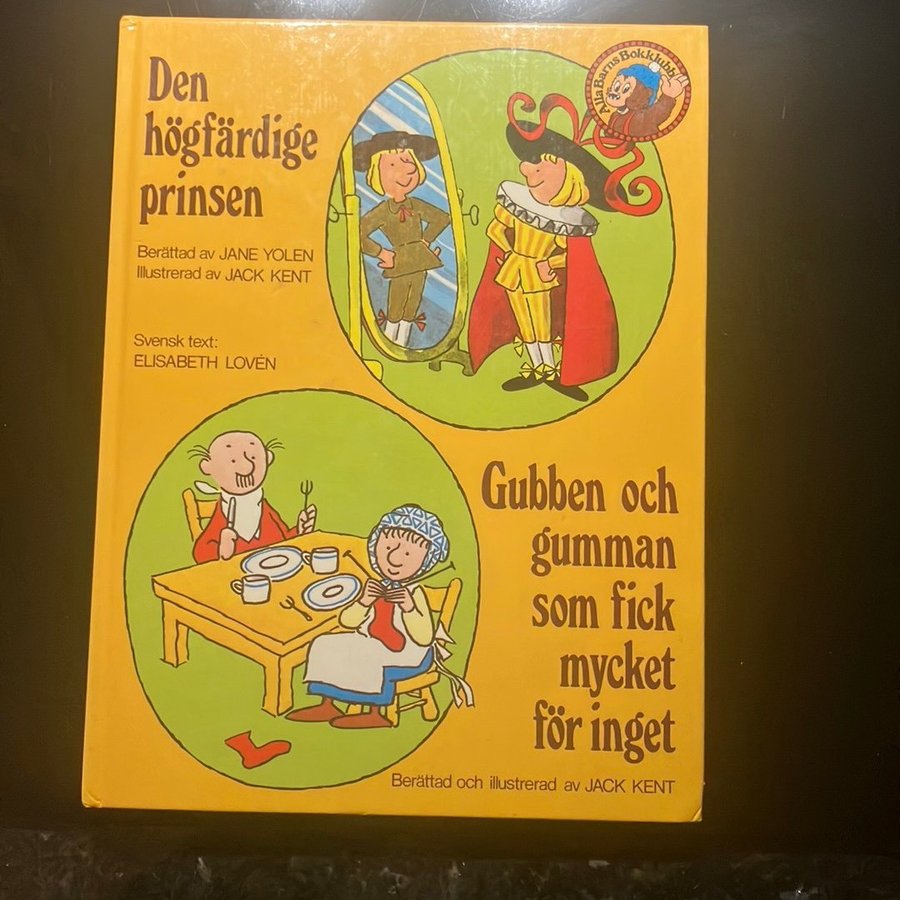 Den
högfärdige
prinsen
Berättad av JANE YOLEN
Illustrerad av JACK KENT
Svensk text:
ELISABETH LOVÉN
Alla Barns Bokklubb
Gubben och
gumman
som fick
mycket
för inget
Berättad och illustrerad av JACK KENT